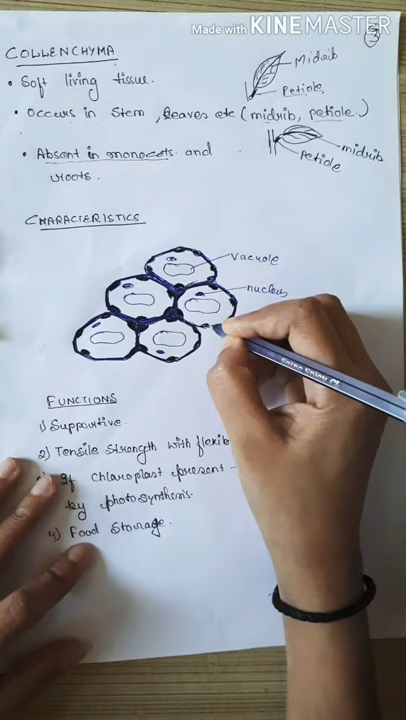 Made with KINEMASTER
3
COLLENCHYMA
• Soft living tissue.
• Occurs in stem, leaves etc (midrib, petiole.)
• Absent in monocots. and
roots.
Midrib
Petiole
midrib
Petiole
CHARACTERISTICS
Vacuole
nucleus
FUNCTIONS
1) Supportive.
2) Tensile strength with flexib
If Chloroplast present -
by photosynthesis.
4) Food Storage.